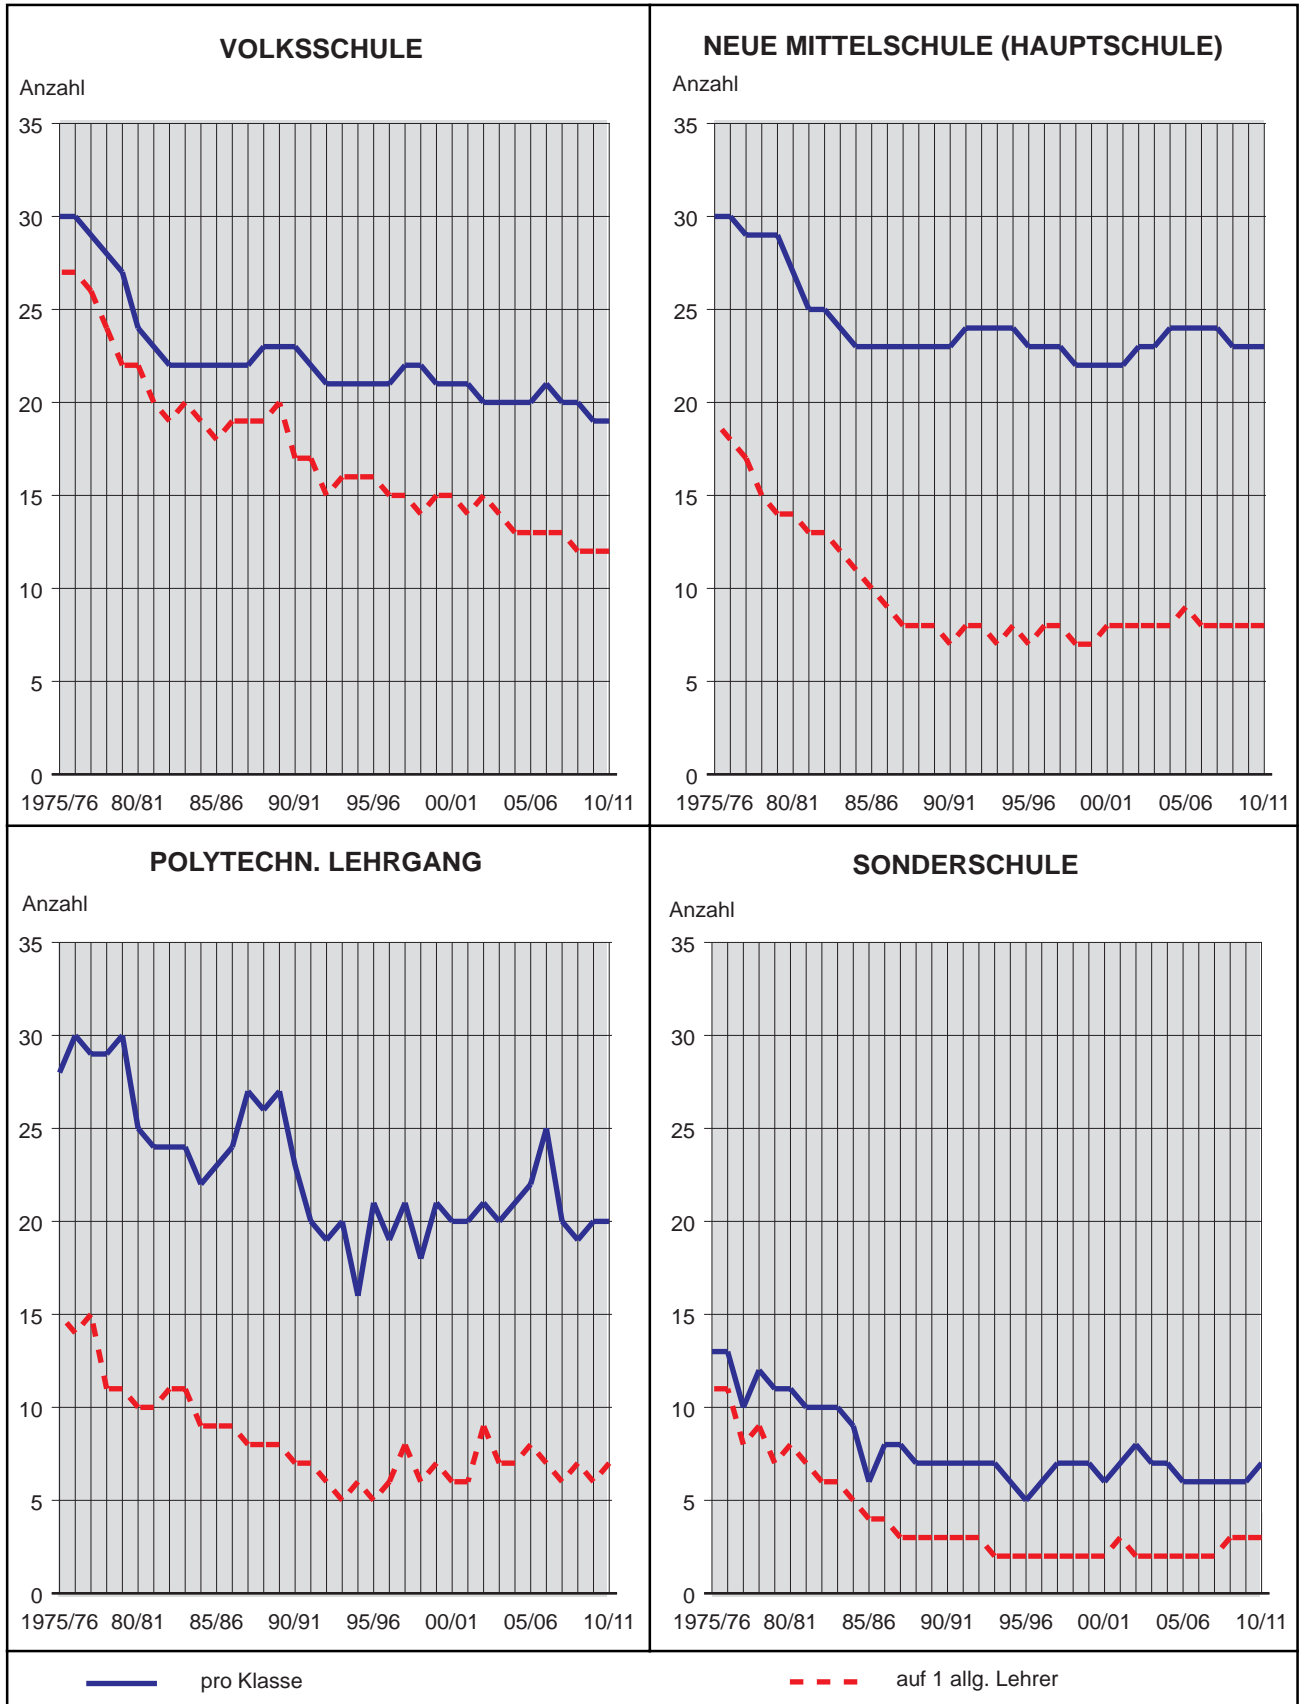 VOLKSSCHULE
Anzahl
35
30
25
20
15
10
5
0
1975/76 80/81 85/86 90/91 95/96 00/01 05/06 10/11
NEUE MITTELSCHULE (HAUPTSCHULE)
Anzahl
35
30
25
20
15
10
5
0
1975/76 80/81 85/86 90/91 95/96 00/01 05/06 10/11
POLYTECHN. LEHRGANG
Anzahl
35
30
25
20
15
10
5
0
1975/76 80/81 85/86 90/91 95/96 00/01 05/06 10/11
SONDERSCHULE
Anzahl
35
30
25
20
15
10
5
0
1975/76 80/81 85/86 90/91 95/96 00/01 05/06 10/11
pro Klasse
auf 1 allg. Lehrer